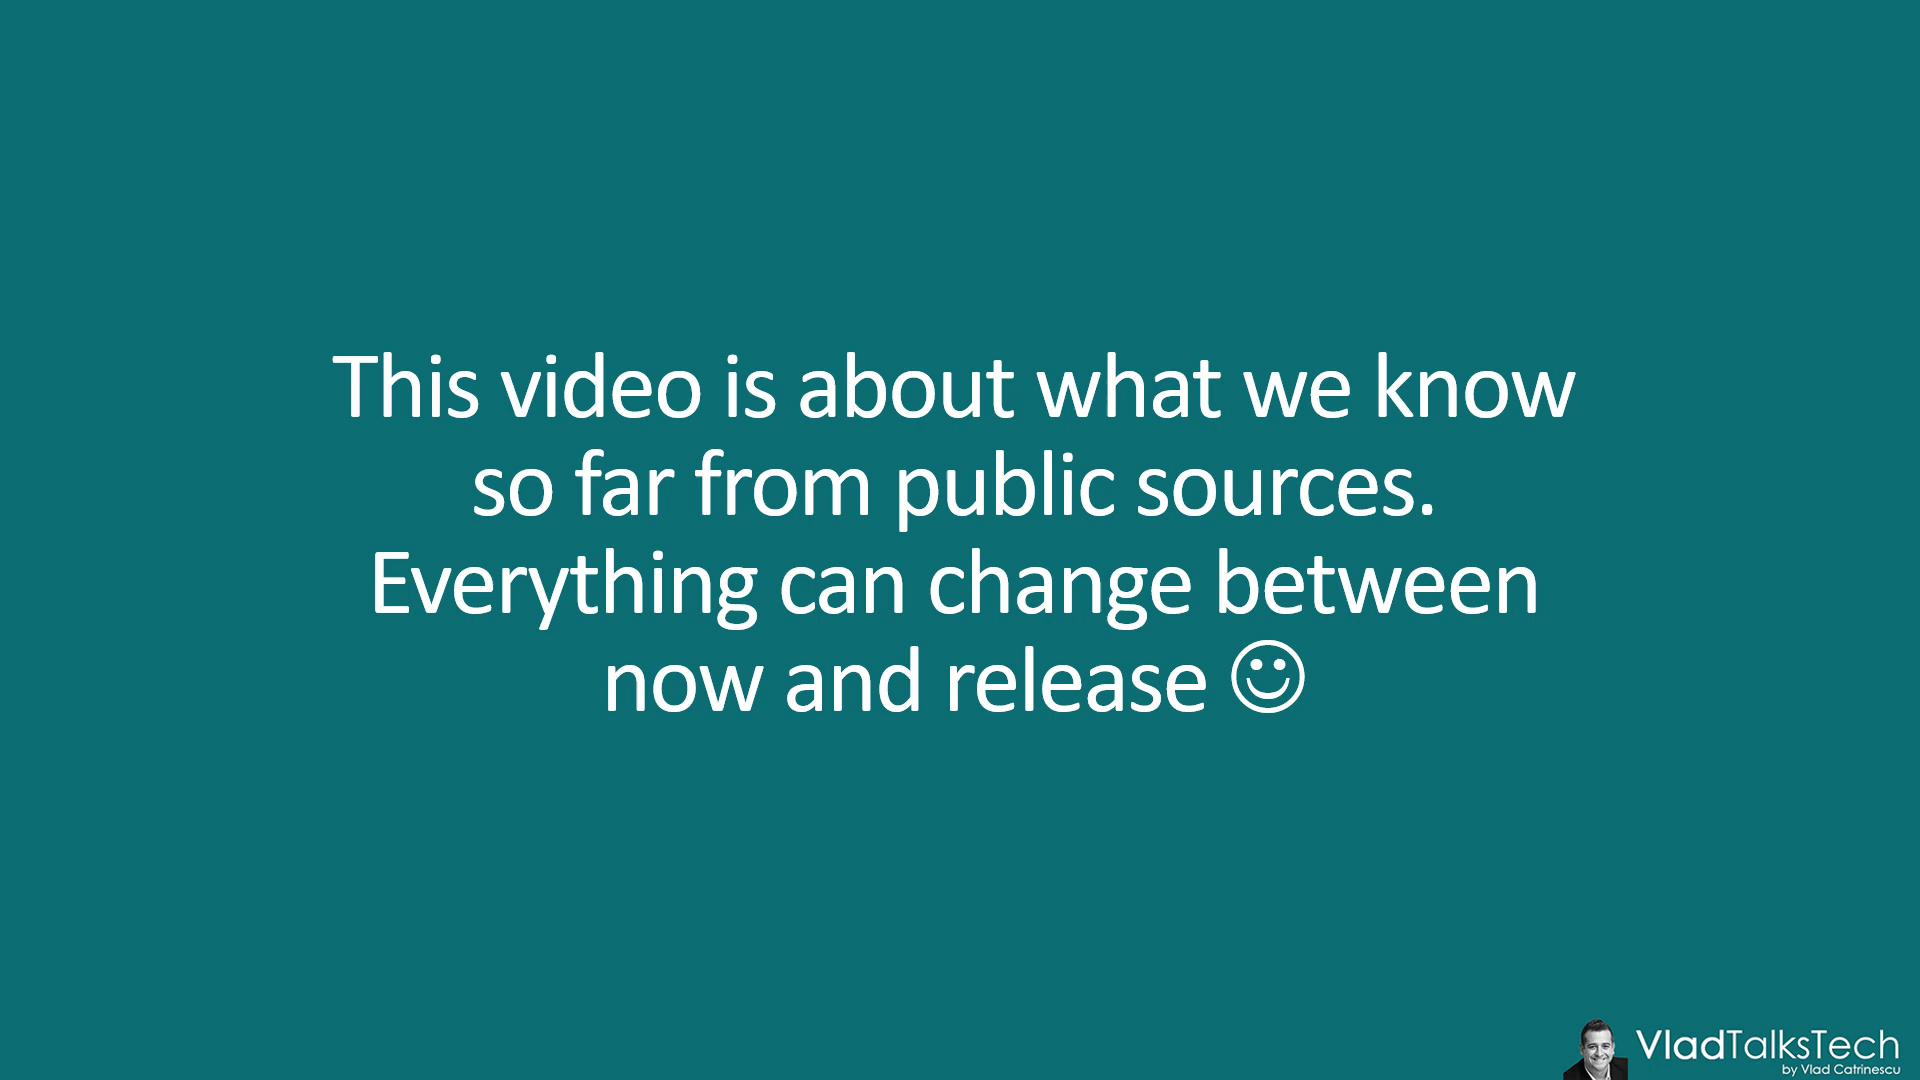 This video is about what we know
so far from public sources.
Everything can change between
now and release ☺
VladTalksTech
by Vlad Catrinescu